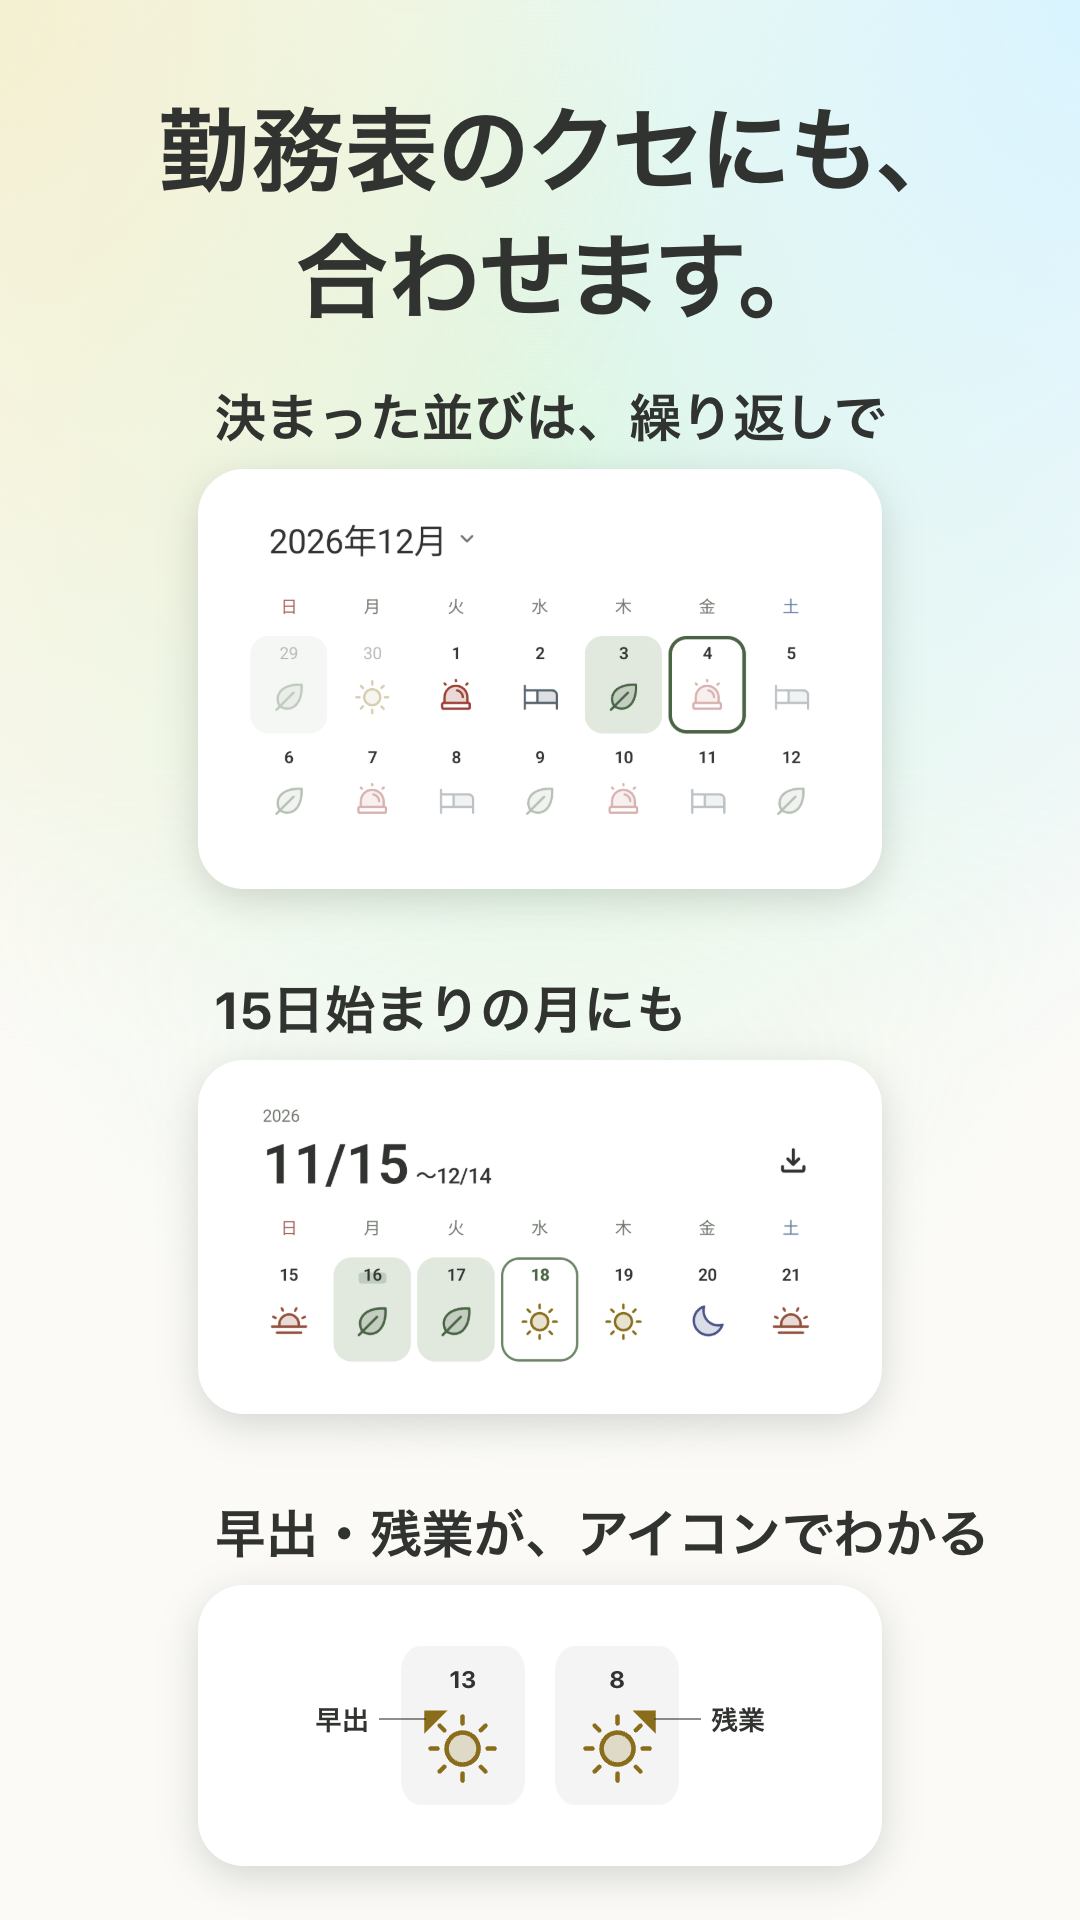 勤務表のクセにも、
合わせます。
決まった並びは、繰り返しで
2026年12月
日 月 火 水 木 金 土
29 30 1 2 3 4 5
6 7 8 9 10 11 12
15日始まりの月にも
2026
11/15 〜12/14
日 月 火 水 木 金 土
15 16 17 18 19 20 21
早出・残業が、アイコンでわかる
13 8
早出 残業